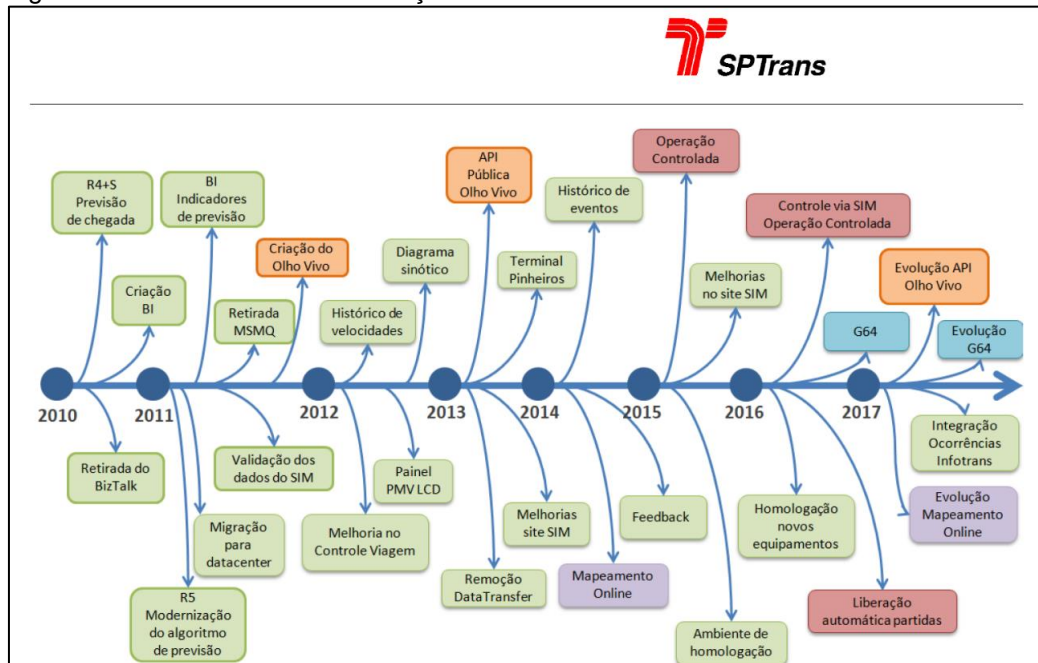 SPTrans
R4+S
Previsão
de chegada
BI
Indicadores
de previsão
Criação
BI
Retirada
MSMQ
Criação do
Olho Vivo
Histórico de
velocidades
Diagrama
sinótico
API
Pública
Olho Vivo
Terminal
Pinheiros
Histórico de
eventos
Operação
Controlada
Melhorias
no site SIM
Controle via SIM
Operação Controlada
G64
Evolução API
Olho Vivo
Evolução
G64
2010
2011
2012
2013
2014
2015
2016
2017
Retirada do
BizTalk
R5
Modernização
do algoritmo
de previsão
Migração
para
datacenter
Validação dos
dados do SIM
Melhoria no
Controle Viagem
Painel
PMV LCD
Remoção
DataTransfer
Melhorias
site SIM
Mapeamento
Online
Feedback
Ambiente de
homologação
Homologação
novos
equipamentos
Liberação
automática partidas
Evolução
Mapeamento
Online
Integração
Ocorrências
Infotrans